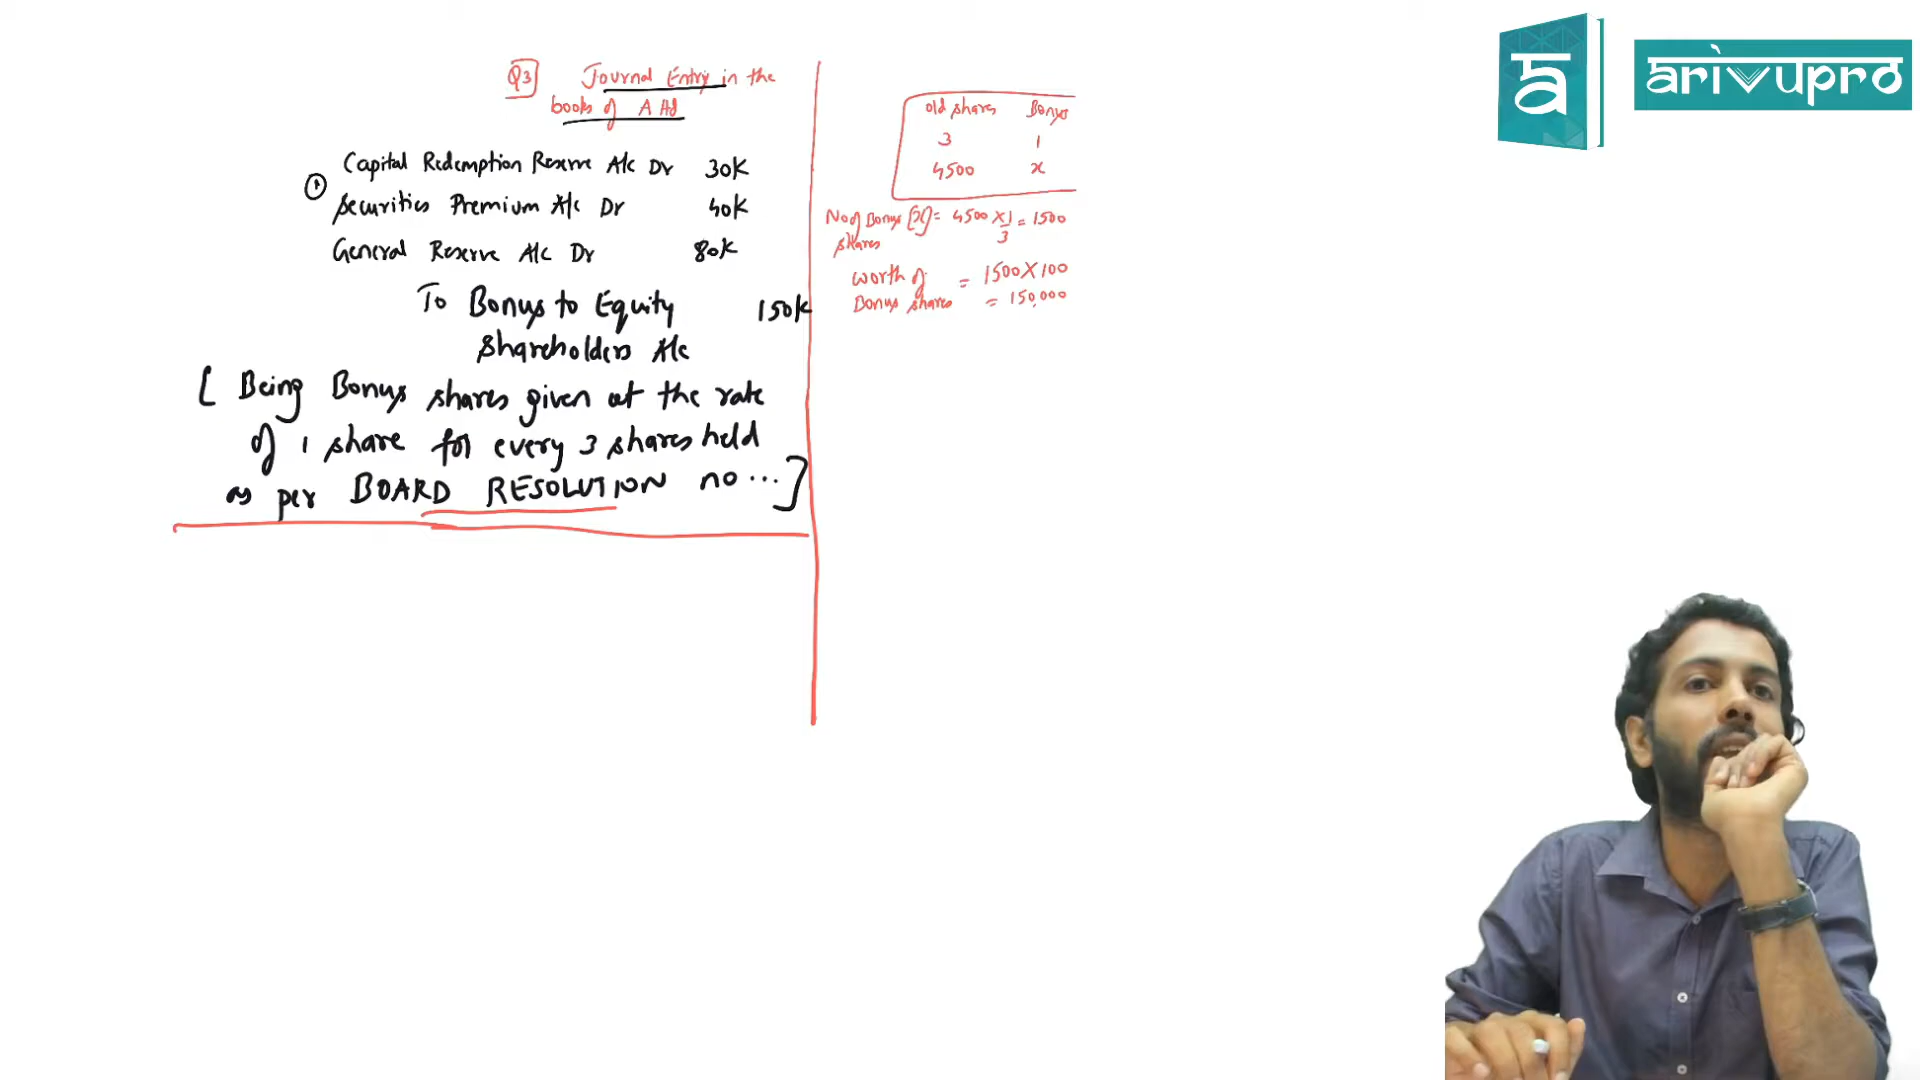 Q3 Journal Entry in the
books of A ltd
Capital Redemption Reserve A/c Dr 30K
① Securities Premium A/c Dr 40K
General Reserve A/c Dr 80K
To Bonus to Equity 150K
Shareholders A/c
[ Being Bonus shares given at the rate
of 1 share for every 3 shares held
as per BOARD RESOLUTION no ... ]
old shares Bonus
3 1
4500 x
No of Bonus [x] = 4500 × 1/3 = 1500
shares
worth of = 1500 × 100
Bonus shares = 150,000
arivupro